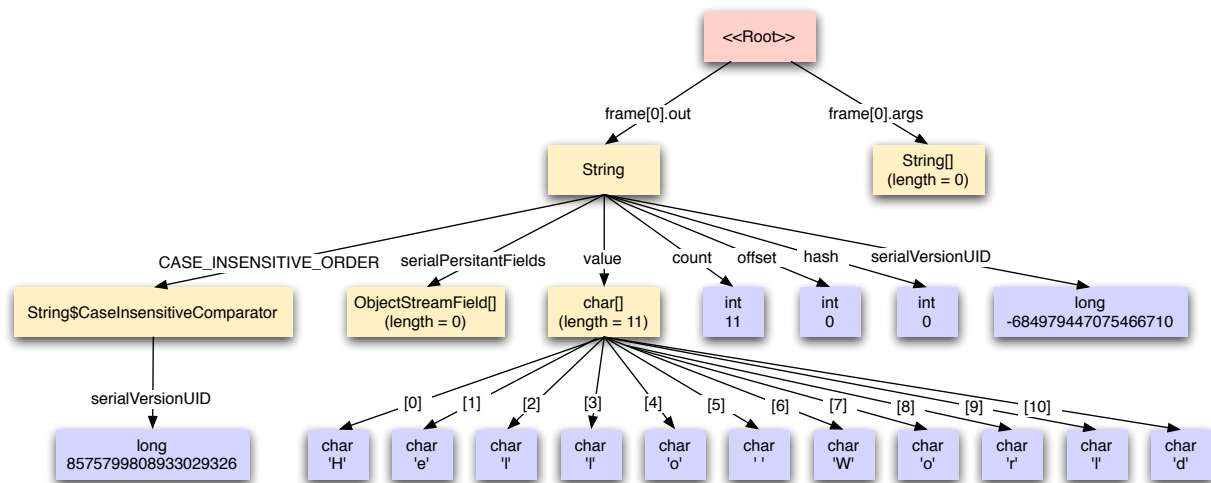 <<Root>>
frame[0].out
frame[0].args
String
String[]
(length = 0)
CASE_INSENSITIVE_ORDER
serialPersitantFields
value
count
offset
hash
serialVersionUID
String$CaseInsensitiveComparator
ObjectStreamField[]
(length = 0)
char[]
(length = 11)
int
11
int
0
int
0
long
-684979447075466710
serialVersionUID
[0]
[1]
[2]
[3]
[4]
[5]
[6]
[7]
[8]
[9]
[10]
long
8575799808933029326
char
'H'
char
'e'
char
'l'
char
'l'
char
'o'
char
' '
char
'W'
char
'o'
char
'r'
char
'l'
char
'd'